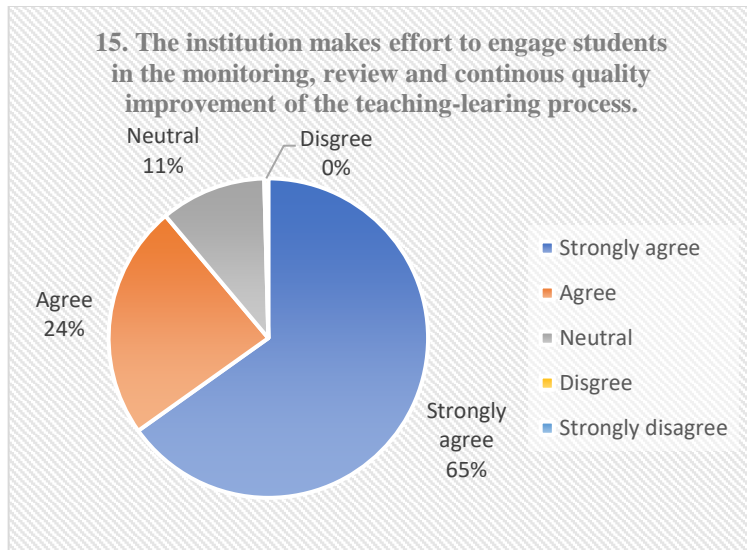 15. The institution makes effort to engage students
in the monitoring, review and continous quality
improvement of the teaching-learing process.
Neutral
11%
Disgree
0%
Agree
24%
Strongly
agree
65%
Strongly agree
Agree
Neutral
Disgree
Strongly disagree